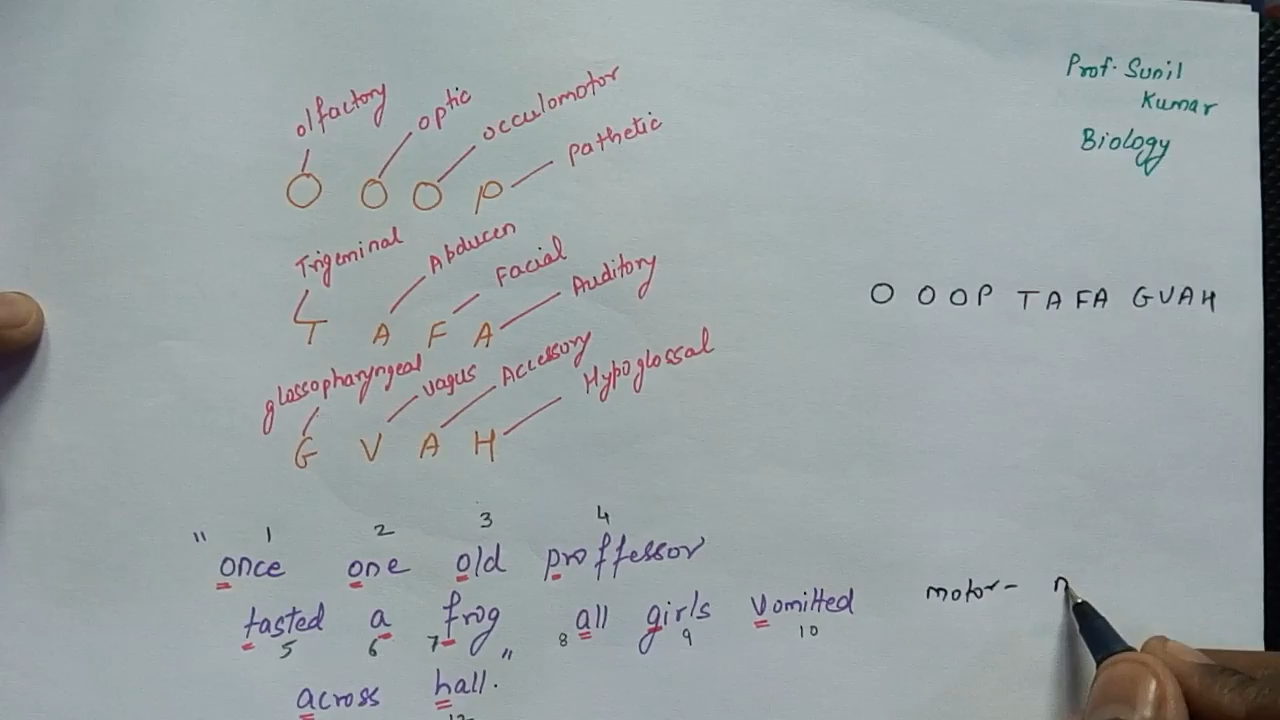 olfactory optic occulomotor pathetic
O O O P
Trigeminal Abducen Facial Auditory
T A F A
glossopharyngeal vagus Accessory Hypoglossal
G V A H
Prof. Sunil
Kumar
Biology
O O O P T A F A G V A H
1 2 3 4
" once one old proffessor
tasted a frog " all girls vomitted
5 6 7 8 9 10
across hall.
12
motor-